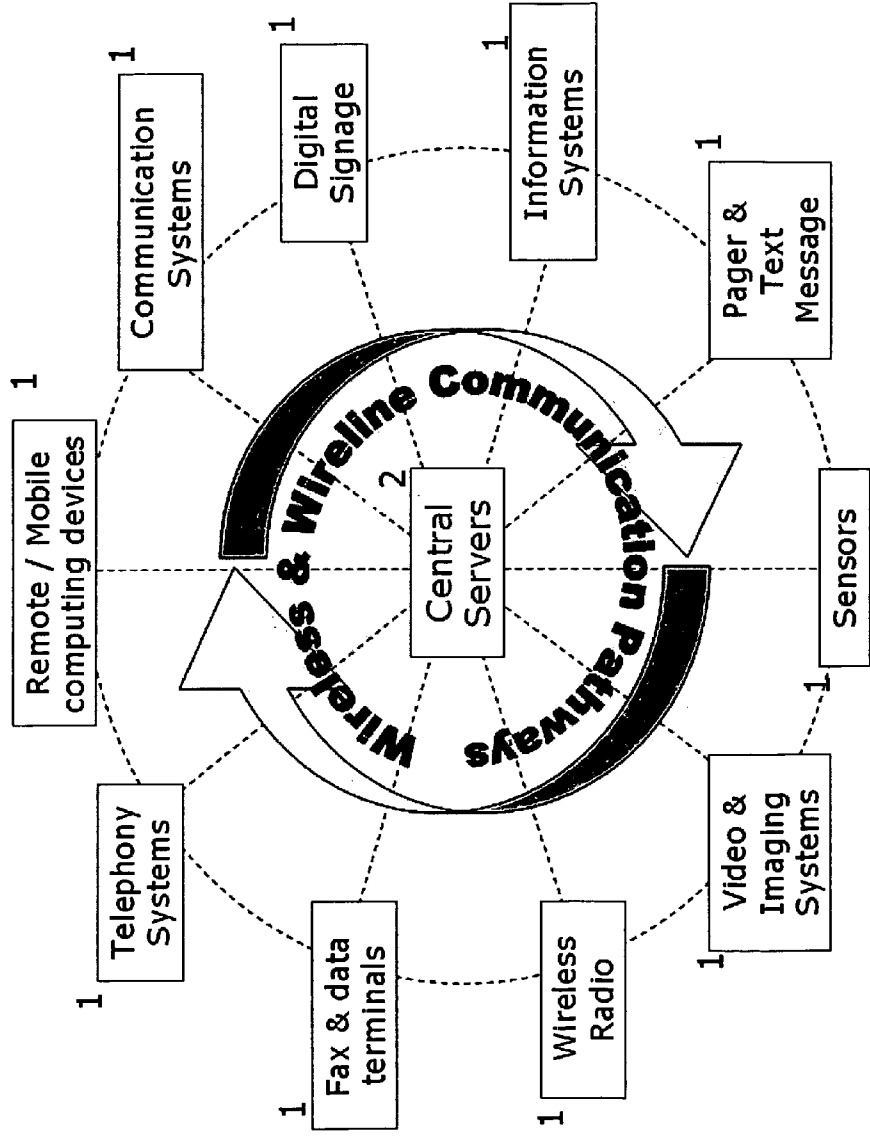 1
Remote / Mobile
computing devices
1
Communication
Systems
1
Digital
Signage
1
Information
Systems
1
Pager &
Text
Message
1
Sensors
1
Video &
Imaging
Systems
1
Wireless
Radio
1
Fax & data
terminals
1
Telephony
Systems
Wireless & Wireline Communication Pathways
2
Central
Servers